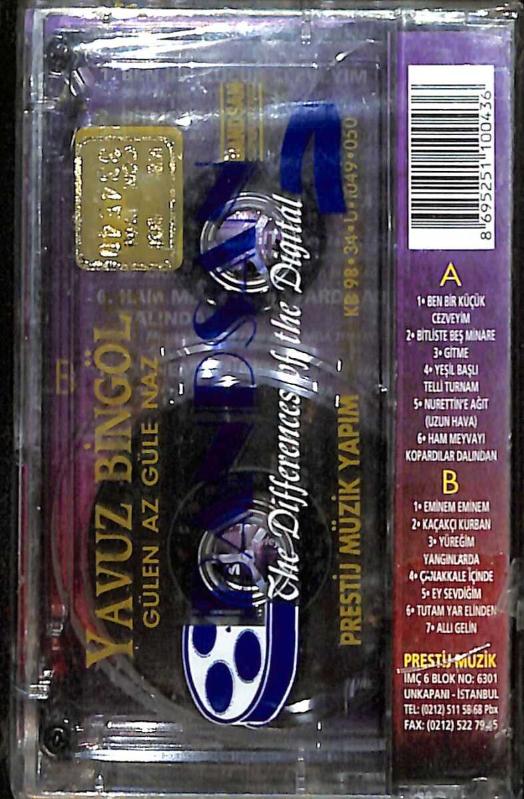 YAVUZ BİNGÖL
GÜLEN AZ GÜLE NAZ
BANDSAN
The Differences of the Digital
PRESTİJ MÜZİK YAPIM
KB•98•34•Ü•1049•050
8 695251 100436
A
1• BEN BİR KÜÇÜK
CEZVEYİM
2• BİTLİSTE BEŞ MİNARE
3• GİTME
4• YEŞİL BAŞLI
TELLİ TURNAM
5• NURETTİN'E AĞIT
(UZUN HAVA)
6• HAM MEYVAYI
KOPARDILAR DALINDAN
B
1• EMİNEM EMİNEM
2• KAÇAKÇI KURBAN
3• YÜREĞİM
YANGINLARDA
4• ÇANAKKALE İÇİNDE
5• EY SEVDİĞİM
6• TUTAM YAR ELİNDEN
7• ALLI GELİN
PRESTİJ MÜZİK
İMÇ 6 BLOK NO: 6301
UNKAPANI - İSTANBUL
TEL: (0212) 511 58 68 Pbx
FAX: (0212) 522 79 45